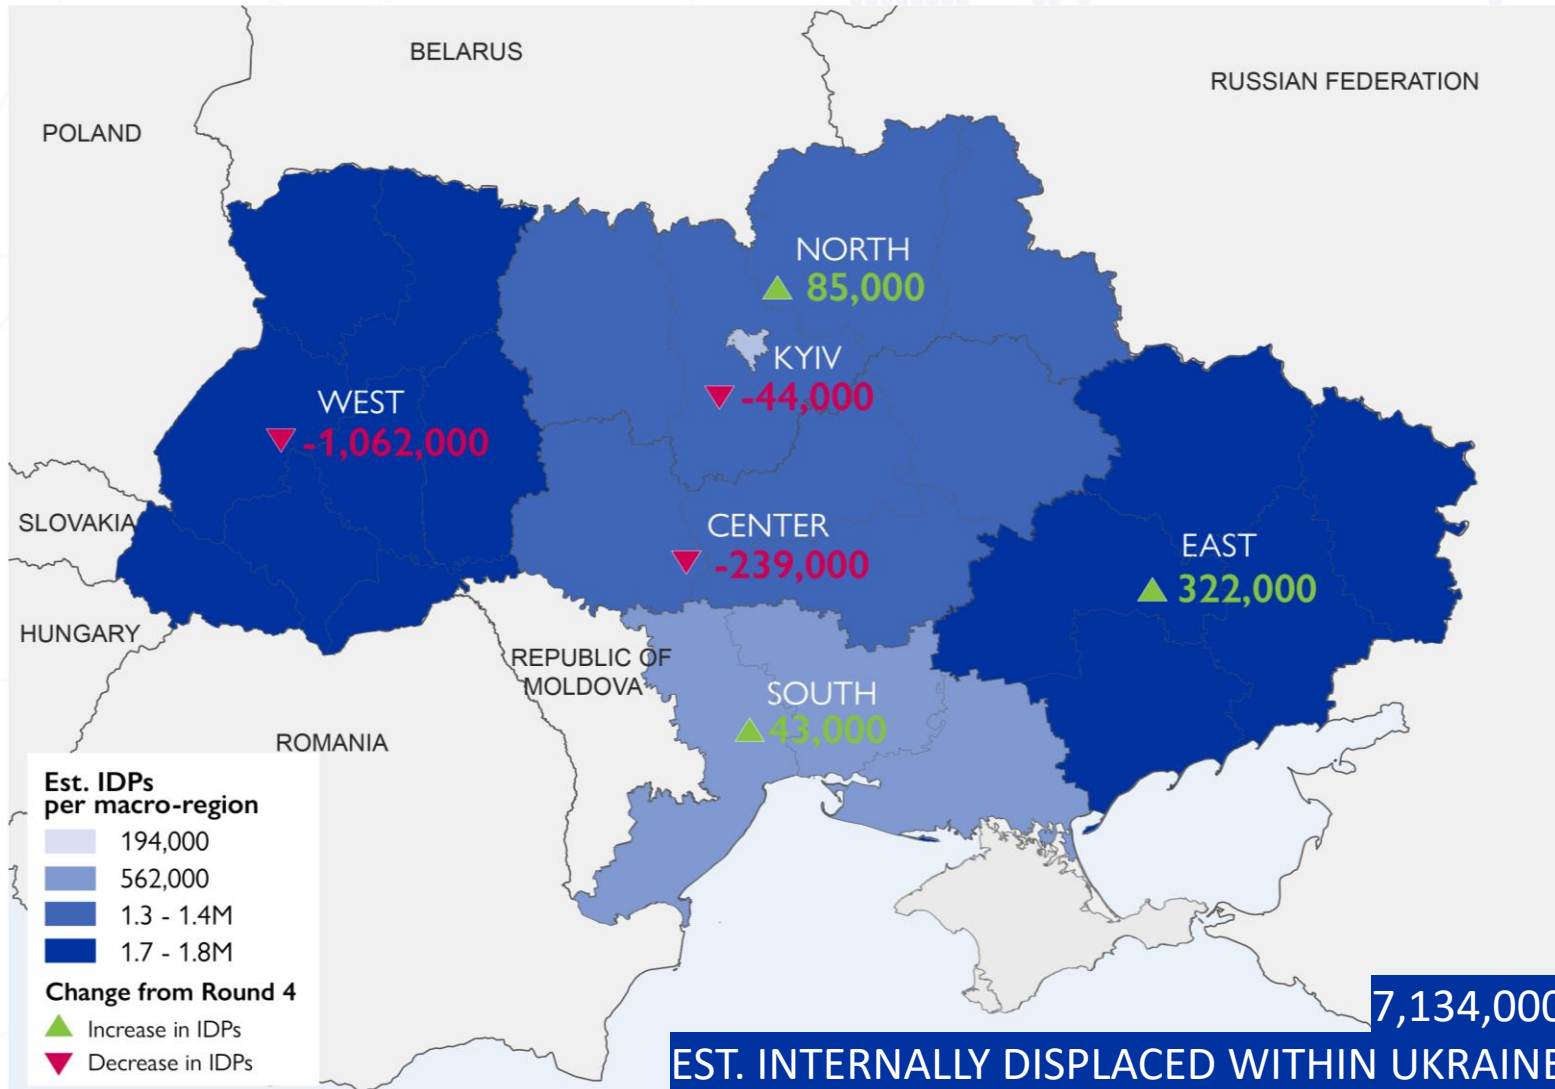 BELARUS
RUSSIAN FEDERATION
POLAND
NORTH
85,000
KYIV
-44,000
WEST
-1,062,000
SLOVAKIA
CENTER
-239,000
EAST
322,000
HUNGARY
REPUBLIC OF
MOLDOVA
SOUTH
43,000
ROMANIA
Est. IDPs
per macro-region
194,000
562,000
1.3 - 1.4M
1.7 - 1.8M
Change from Round 4
Increase in IDPs
Decrease in IDPs
7,134,000
EST. INTERNALLY DISPLACED WITHIN UKRAINE